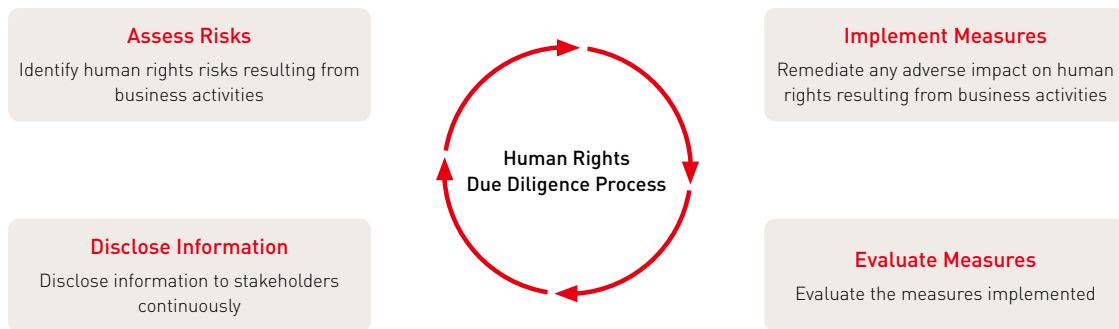 Assess Risks
Identify human rights risks resulting from
business activities
Implement Measures
Remediate any adverse impact on human
rights resulting from business activities
Human Rights
Due Diligence Process
Disclose Information
Disclose information to stakeholders
continuously
Evaluate Measures
Evaluate the measures implemented